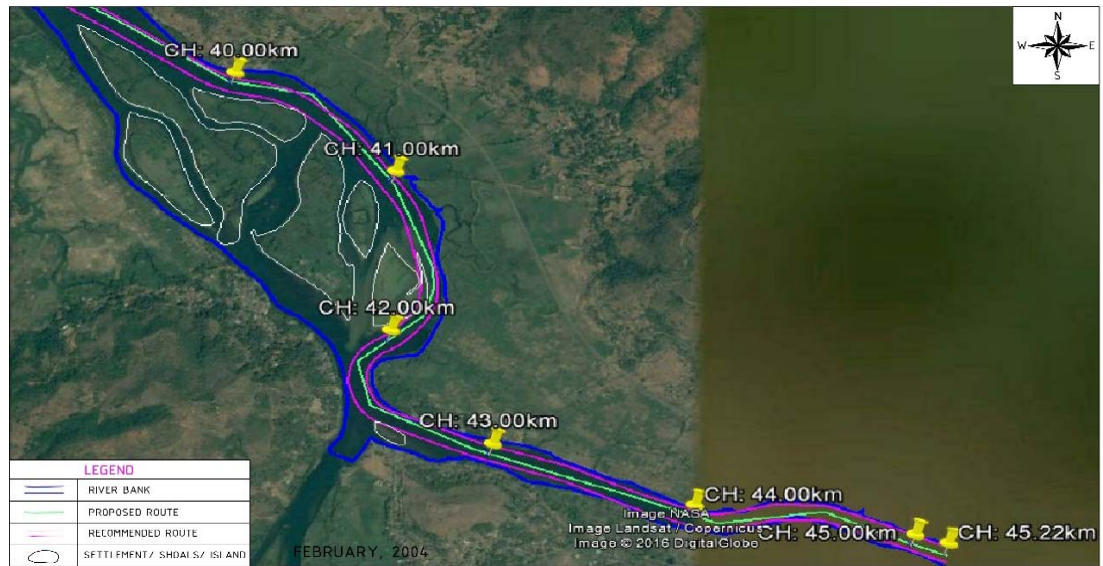 N
W E
S
CH: 40.00km
CH: 41.00km
CH: 42.00km
CH: 43.00km
CH: 44.00km
CH: 45.00km
CH: 45.22km
Image NASA
Image Landsat / Copernicus
Image © 2016 DigitalGlobe
LEGEND
RIVER BANK
PROPOSED ROUTE
RECOMMENDED ROUTE
SETTLEMENT/ SHOALS/ ISLAND
FEBRUARY, 2004